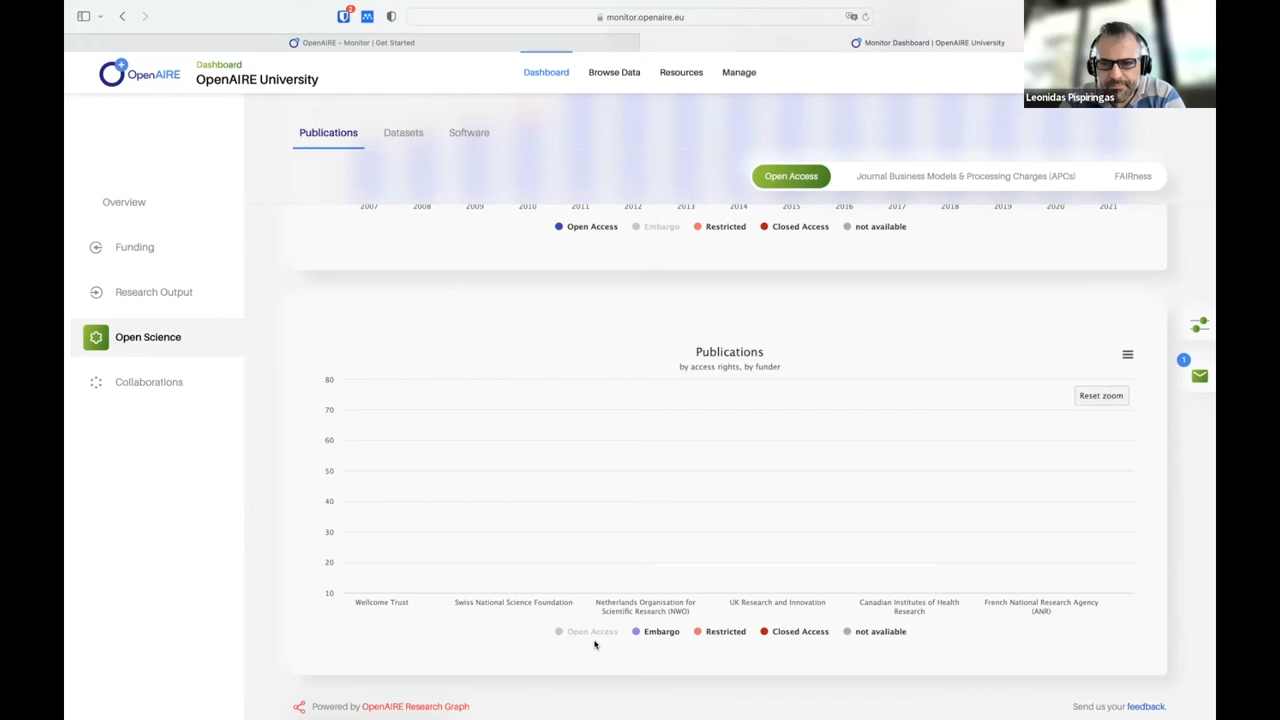 2
monitor.openaire.eu
OpenAIRE - Monitor | Get Started
Monitor Dashboard | OpenAIRE University
OpenAIRE
Dashboard
OpenAIRE University
Dashboard Browse Data Resources Manage
Leonidas Pispiringas
Publications Datasets Software
Open Access Journal Business Models & Processing Charges (APCs) FAIRness
Overview
Funding
Research Output
Open Science
Collaborations
2007 2008 2009 2010 2011 2012 2013 2014 2015 2016 2017 2018 2019 2020 2021
Open Access Embargo Restricted Closed Access not available
Publications
by access rights, by funder
Reset zoom
1
80
70
60
50
40
30
20
10
Wellcome Trust
Swiss National Science Foundation
Netherlands Organisation for
Scientific Research (NWO)
UK Research and Innovation
Canadian Institutes of Health
Research
French National Research Agency
(ANR)
Open Access Embargo Restricted Closed Access not avaliable
Powered by OpenAIRE Research Graph
Send us your feedback.